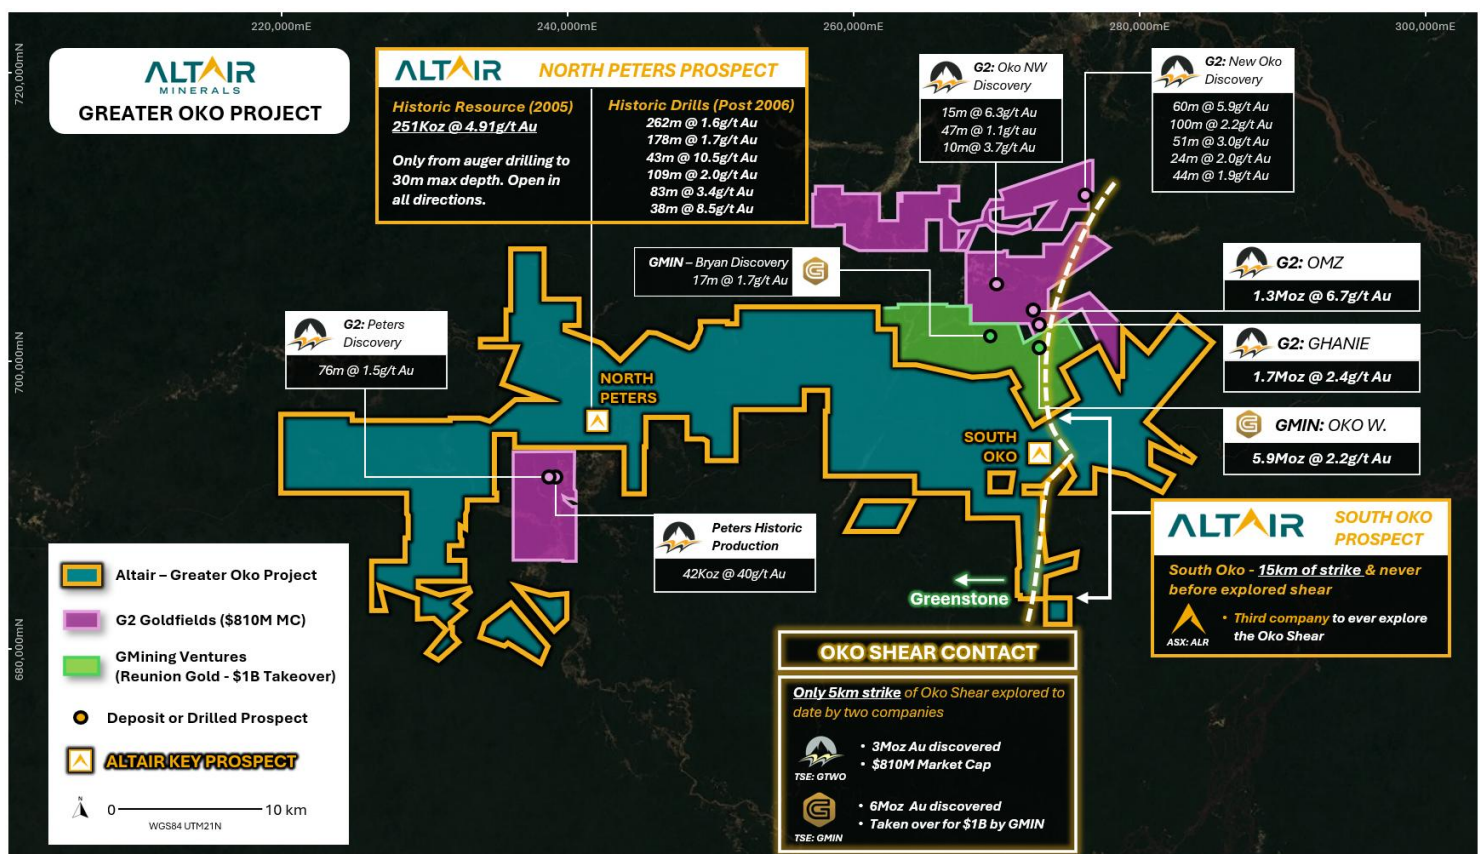 220,000mE
240,000mE
260,000mE
280,000mE
300,000mE
720,000mN
700,000mN
680,000mN
ALTAIR
MINERALS
GREATER OKO PROJECT
ALTAIR
NORTH PETERS PROSPECT
Historic Resource (2005)
251Koz @ 4.91g/t Au
Only from auger drilling to
30m max depth. Open in
all directions.
Historic Drills (Post 2006)
262m @ 1.6g/t Au
178m @ 1.7g/t Au
43m @ 10.5g/t Au
109m @ 2.0g/t Au
83m @ 3.4g/t Au
38m @ 8.5g/t Au
G2: Oko NW
Discovery
15m @ 6.3g/t Au
47m @ 1.1g/t au
10m@ 3.7g/t Au
G2: New Oko
Discovery
60m @ 5.9g/t Au
100m @ 2.2g/t Au
51m @ 3.0g/t Au
24m @ 2.0g/t Au
44m @ 1.9g/t Au
GMIN – Bryan Discovery
17m @ 1.7g/t Au
G2: OMZ
1.3Moz @ 6.7g/t Au
G2: Peters
Discovery
76m @ 1.5g/t Au
G2: GHANIE
1.7Moz @ 2.4g/t Au
NORTH
PETERS
GMIN: OKO W.
5.9Moz @ 2.2g/t Au
SOUTH
OKO
ALTAIR
SOUTH OKO
PROSPECT
South Oko - 15km of strike & never
before explored shear
• Third company to ever explore
the Oko Shear
ASX: ALR
Peters Historic
Production
42Koz @ 40g/t Au
Greenstone
Altair – Greater Oko Project
G2 Goldfields ($810M MC)
GMining Ventures
(Reunion Gold - $1B Takeover)
Deposit or Drilled Prospect
ALTAIR KEY PROSPECT
N
0
10 km
WGS84 UTM21N
OKO SHEAR CONTACT
Only 5km strike of Oko Shear explored to
date by two companies
• 3Moz Au discovered
• $810M Market Cap
TSE: GTWO
• 6Moz Au discovered
• Taken over for $1B by GMIN
TSE: GMIN